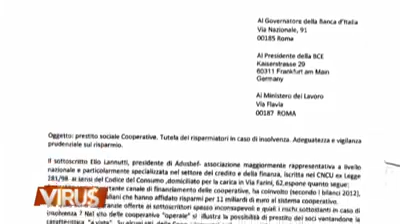 Al Governatore della Banca d'Italia
Via Nazionale, 91
00185 Roma
Al Presidente della BCE
Kaiserstrasse 29
60311 Frankfurt am Main
Germany
Al Ministero del Lavoro
Via Flavia
00187 ROMA
Oggetto: prestito sociale Cooperative. Tutela dei risparmiatori in caso di insolvenza. Adeguatezza e vigilanza
prudenziale sul risparmio.
Il sottoscritto Elio Lannutti, presidente di Adusbef- associazione maggiormente rappresentativa a livello
nazionale e particolarmente specializzata nel settore del credito e della finanza, iscritta nel CNCU ex Legge
281/98, ai sensi del Codice del Consumo, domiciliato per la carica in Via Farini, 62, espone quanto segue:
canale di finanziamento delle cooperative, ha coinvolto (secondo i bilanci 2012),
che hanno affidato risparmi per 11 miliardi di euro al sistema cooperativo.
offerte ai sottoscrittori spesso inconsapevoli e quali i rischi sottostanti in caso di
insolvenza ? Nel sito delle cooperative "operaie" si illustra la possibilità di prestito dei soci vantandone la
VIRUS